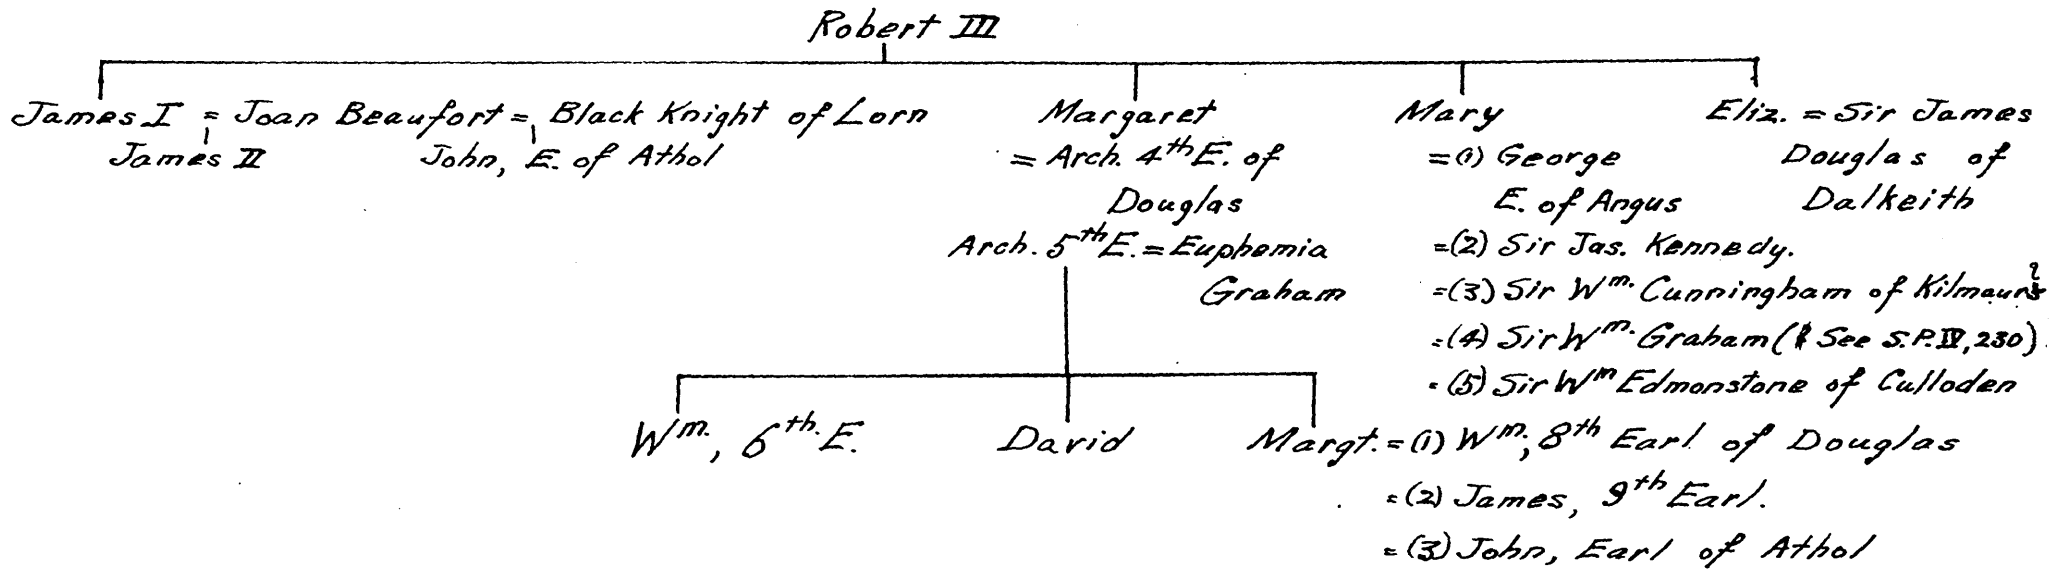 Robert III
James I = Joan Beaufort = Black Knight of Lorn
James II
John, E. of Athol
Margaret
= Arch. 4th E. of
Douglas
Arch. 5th E. = Euphemia
Graham
Mary
=(1) George
E. of Angus
=(2) Sir Jas. Kennedy.
=(3) Sir Wm. Cunningham of Kilmaurs?
=(4) Sir Wm. Graham (See S.P. IV, 230).
=(5) Sir Wm Edmonstone of Culloden
Eliz. = Sir James
Douglas of
Dalkeith
Wm., 6th. E.
David
Margt. = (1) Wm., 8th Earl of Douglas
=(2) James, 9th Earl.
=(3) John, Earl of Athol